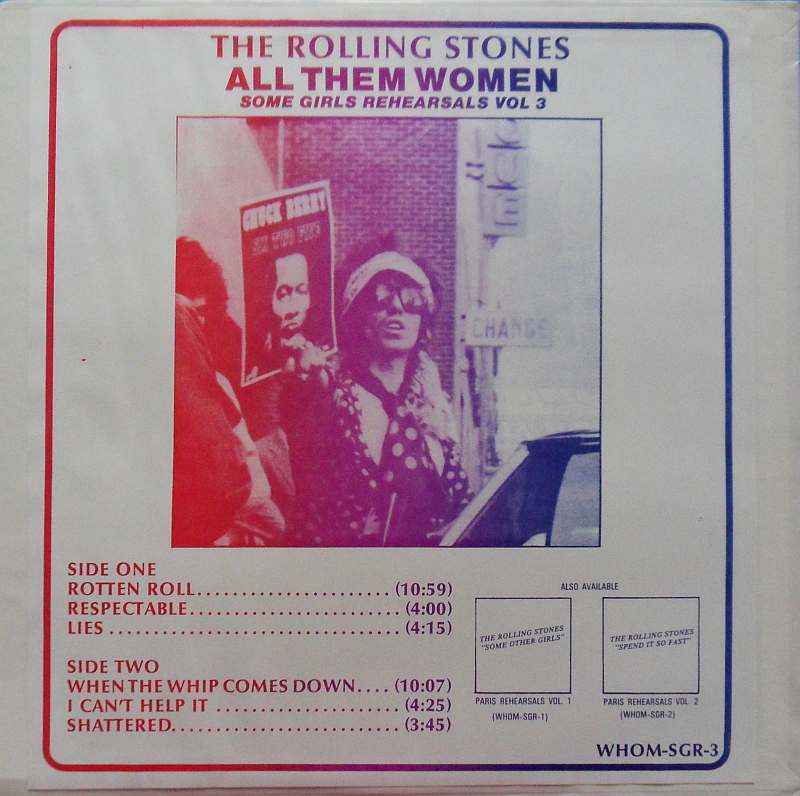 THE ROLLING STONES
ALL THEM WOMEN
SOME GIRLS REHEARSALS VOL 3
CHUCK BERRY
CHANGE
SIDE ONE
ROTTEN ROLL......................(10:59)
RESPECTABLE........................(4:00)
LIES.................................(4:15)
SIDE TWO
WHEN THE WHIP COMES DOWN....(10:07)
I CAN'T HELP IT.....................(4:25)
SHATTERED..........................(3:45)
ALSO AVAILABLE
THE ROLLING STONES
"SOME OTHER GIRLS"
PARIS REHEARSALS VOL. 1
(WHOM-SGR-1)
THE ROLLING STONES
"SPEND IT SO FAST"
PARIS REHEARSALS VOL. 2
(WHOM-SGR-2)
WHOM-SGR-3